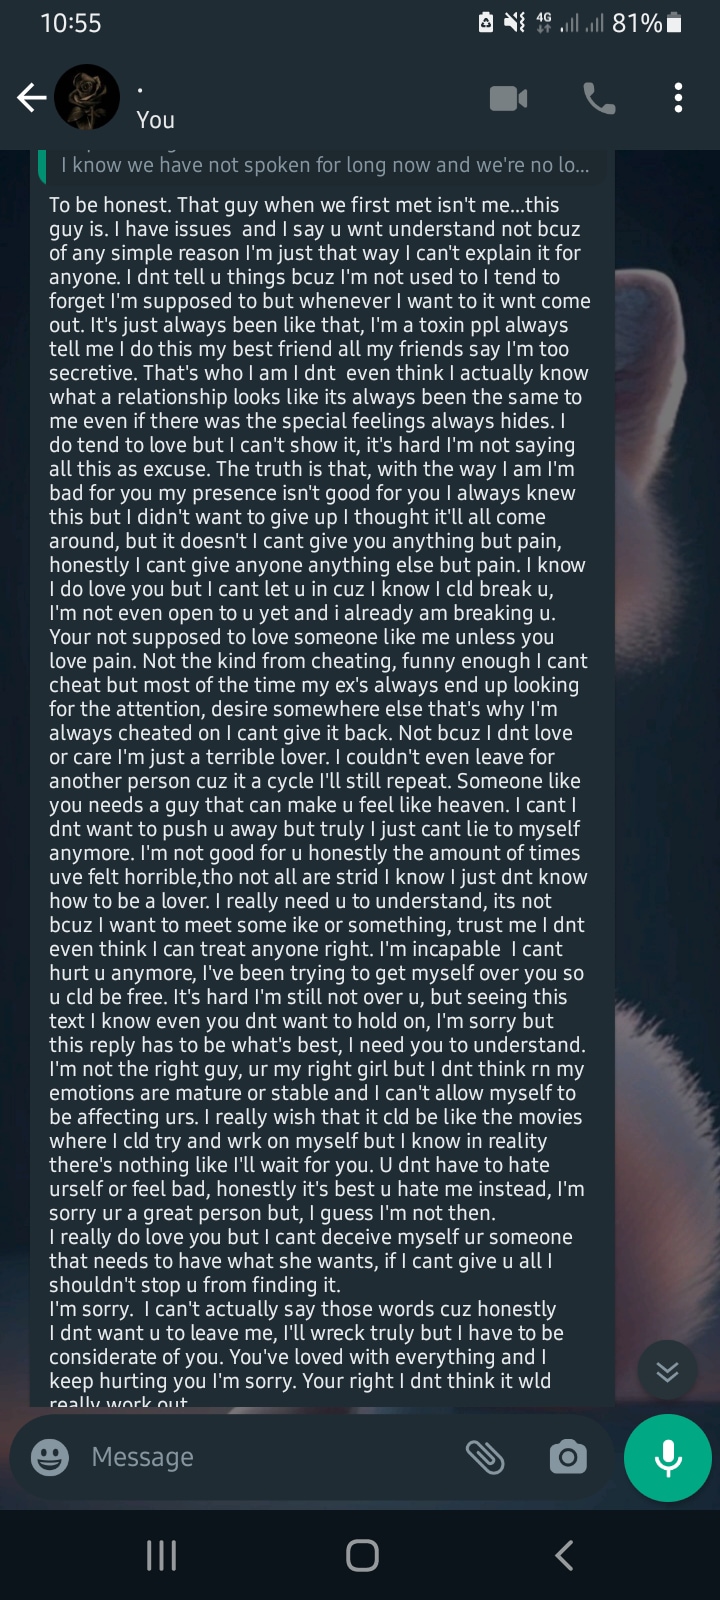 10:55
4G
81%
.
You
I know we have not spoken for long now and we're no lo...
To be honest. That guy when we first met isn't me...this
guy is. I have issues  and I say u wnt understand not bcuz
of any simple reason I'm just that way I can't explain it for
anyone. I dnt tell u things bcuz I'm not used to I tend to
forget I'm supposed to but whenever I want to it wnt come
out. It's just always been like that, I'm a toxin ppl always
tell me I do this my best friend all my friends say I'm too
secretive. That's who I am I dnt  even think I actually know
what a relationship looks like its always been the same to
me even if there was the special feelings always hides. I
do tend to love but I can't show it, it's hard I'm not saying
all this as excuse. The truth is that, with the way I am I'm
bad for you my presence isn't good for you I always knew
this but I didn't want to give up I thought it'll all come
around, but it doesn't I cant give you anything but pain,
honestly I cant give anyone anything else but pain. I know
I do love you but I cant let u in cuz I know I cld break u,
I'm not even open to u yet and i already am breaking u.
Your not supposed to love someone like me unless you
love pain. Not the kind from cheating, funny enough I cant
cheat but most of the time my ex's always end up looking
for the attention, desire somewhere else that's why I'm
always cheated on I cant give it back. Not bcuz I dnt love
or care I'm just a terrible lover. I couldn't even leave for
another person cuz it a cycle I'll still repeat. Someone like
you needs a guy that can make u feel like heaven. I cant I
dnt want to push u away but truly I just cant lie to myself
anymore. I'm not good for u honestly the amount of times
uve felt horrible,tho not all are strid I know I just dnt know
how to be a lover. I really need u to understand, its not
bcuz I want to meet some ike or something, trust me I dnt
even think I can treat anyone right. I'm incapable  I cant
hurt u anymore, I've been trying to get myself over you so
u cld be free. It's hard I'm still not over u, but seeing this
text I know even you dnt want to hold on, I'm sorry but
this reply has to be what's best, I need you to understand.
I'm not the right guy, ur my right girl but I dnt think rn my
emotions are mature or stable and I can't allow myself to
be affecting urs. I really wish that it cld be like the movies
where I cld try and wrk on myself but I know in reality
there's nothing like I'll wait for you. U dnt have to hate
urself or feel bad, honestly it's best u hate me instead, I'm
sorry ur a great person but, I guess I'm not then.
I really do love you but I cant deceive myself ur someone
that needs to have what she wants, if I cant give u all I
shouldn't stop u from finding it.
I'm sorry.  I can't actually say those words cuz honestly
I dnt want u to leave me, I'll wreck truly but I have to be
considerate of you. You've loved with everything and I
keep hurting you I'm sorry. Your right I dnt think it wld
really work out
Message